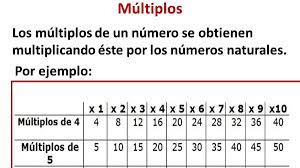 Múltiplos
Los múltiplos de un número se obtienen
multiplicando éste por los números naturales.
Por ejemplo:
x 1 x 2 x 3 x 4 x 5 x 6 x 7 x 8 x 9 x10
Múltiplos de 4 4 8 12 16 20 24 28 32 36 40
Múltiplos de 5 10 15 20 25 30 35 40 45 50
5